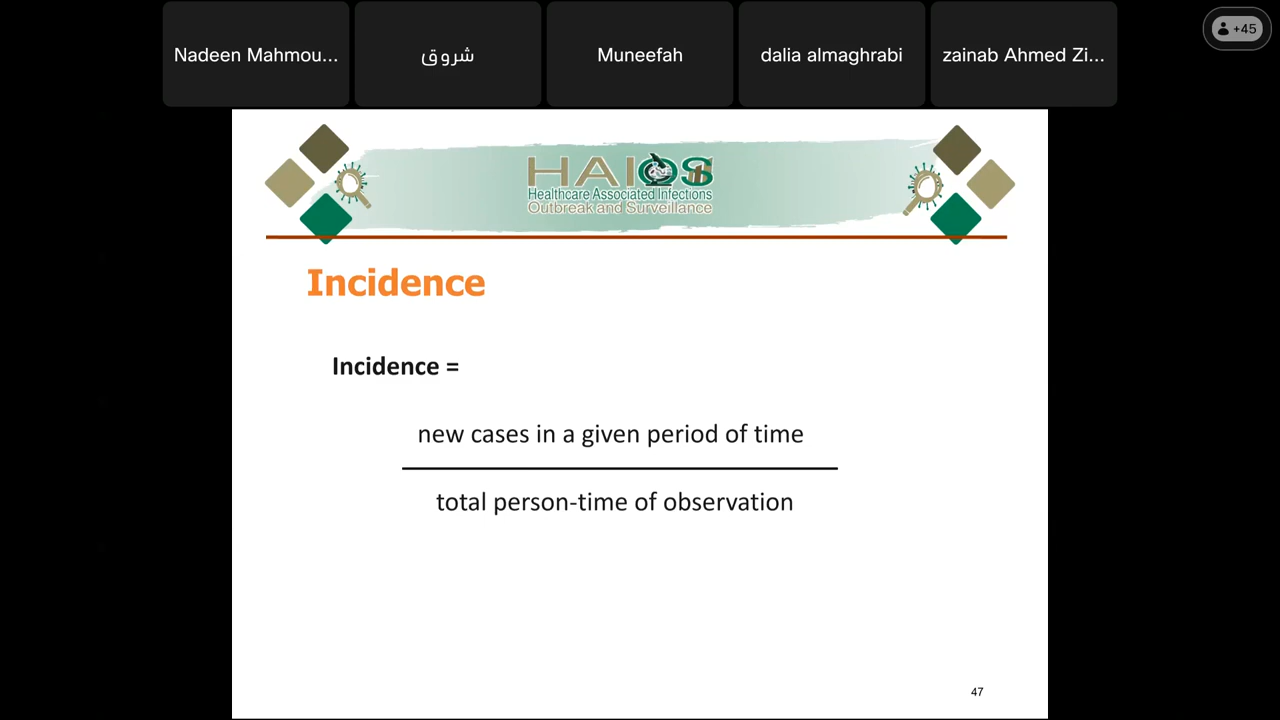 Nadeen Mahmou...
شروق
Muneefah
dalia almaghrabi
zainab Ahmed Zi...
+45
HAIOS
Healthcare Associated Infections
Outbreak and Surveillance
Incidence
Incidence =
new cases in a given period of time
total person-time of observation
47